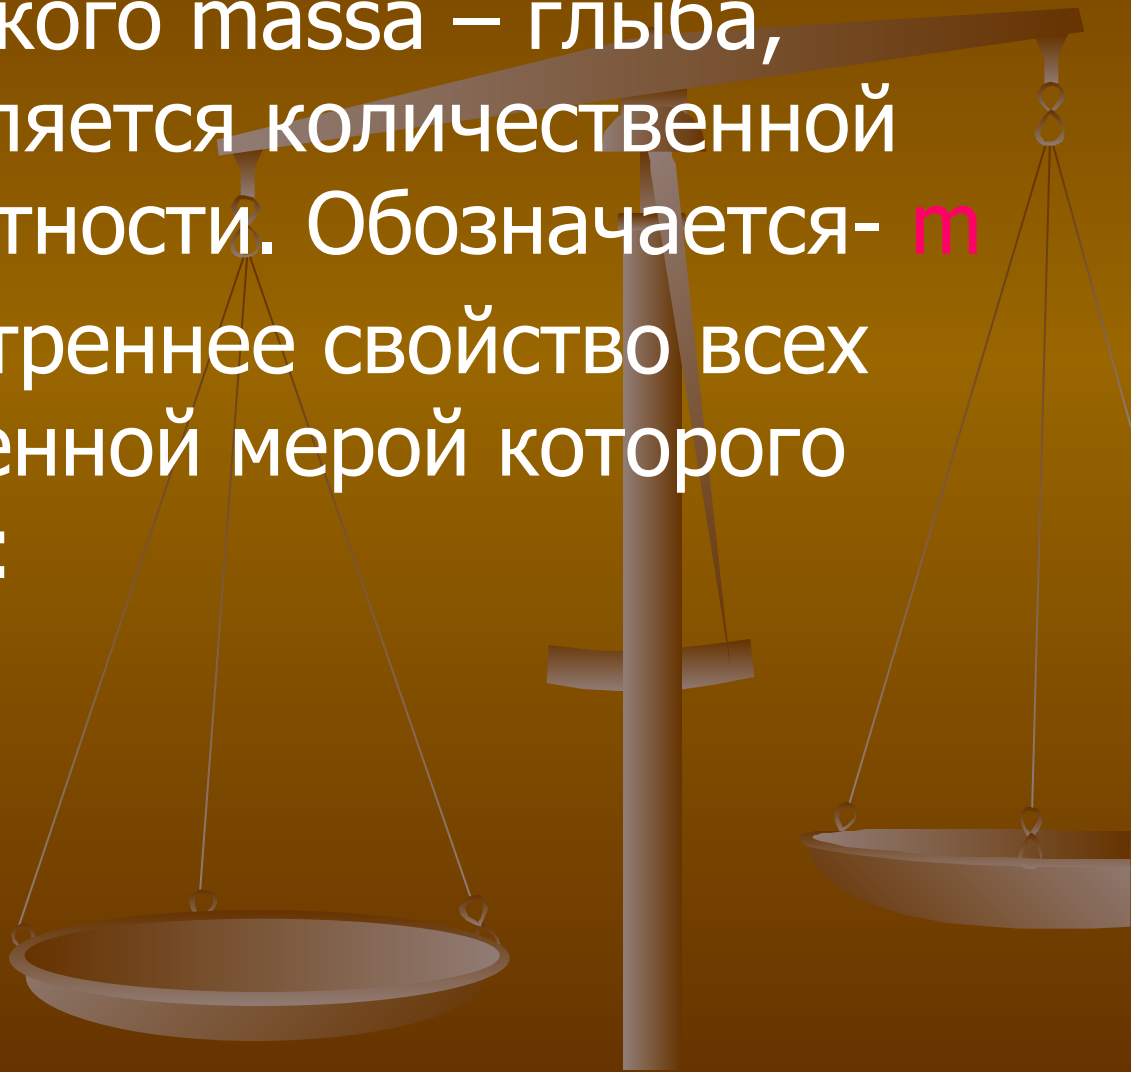 кого massa – глыба,
ляется количественной
тности. Обозначается- m
треннее свойство всех
енной мерой которого
: